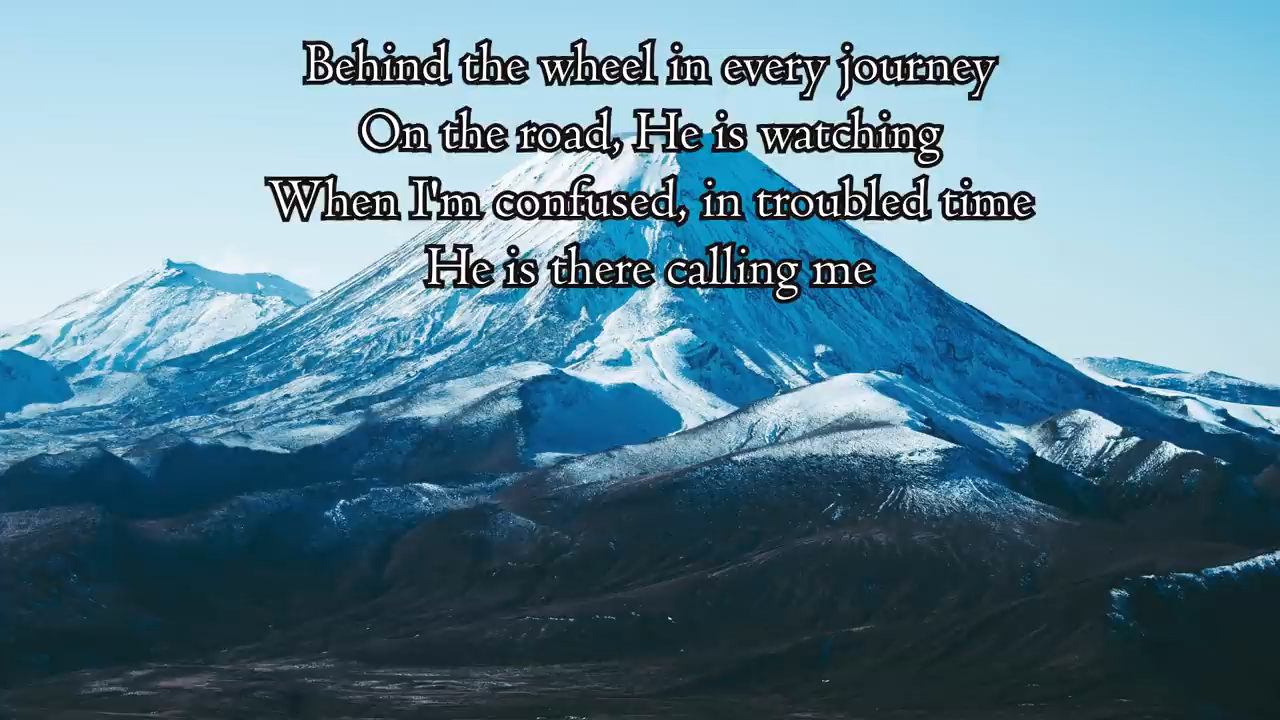 Behind the wheel in every journey
On the road, He is watching
When I'm confused, in troubled time
He is there calling me